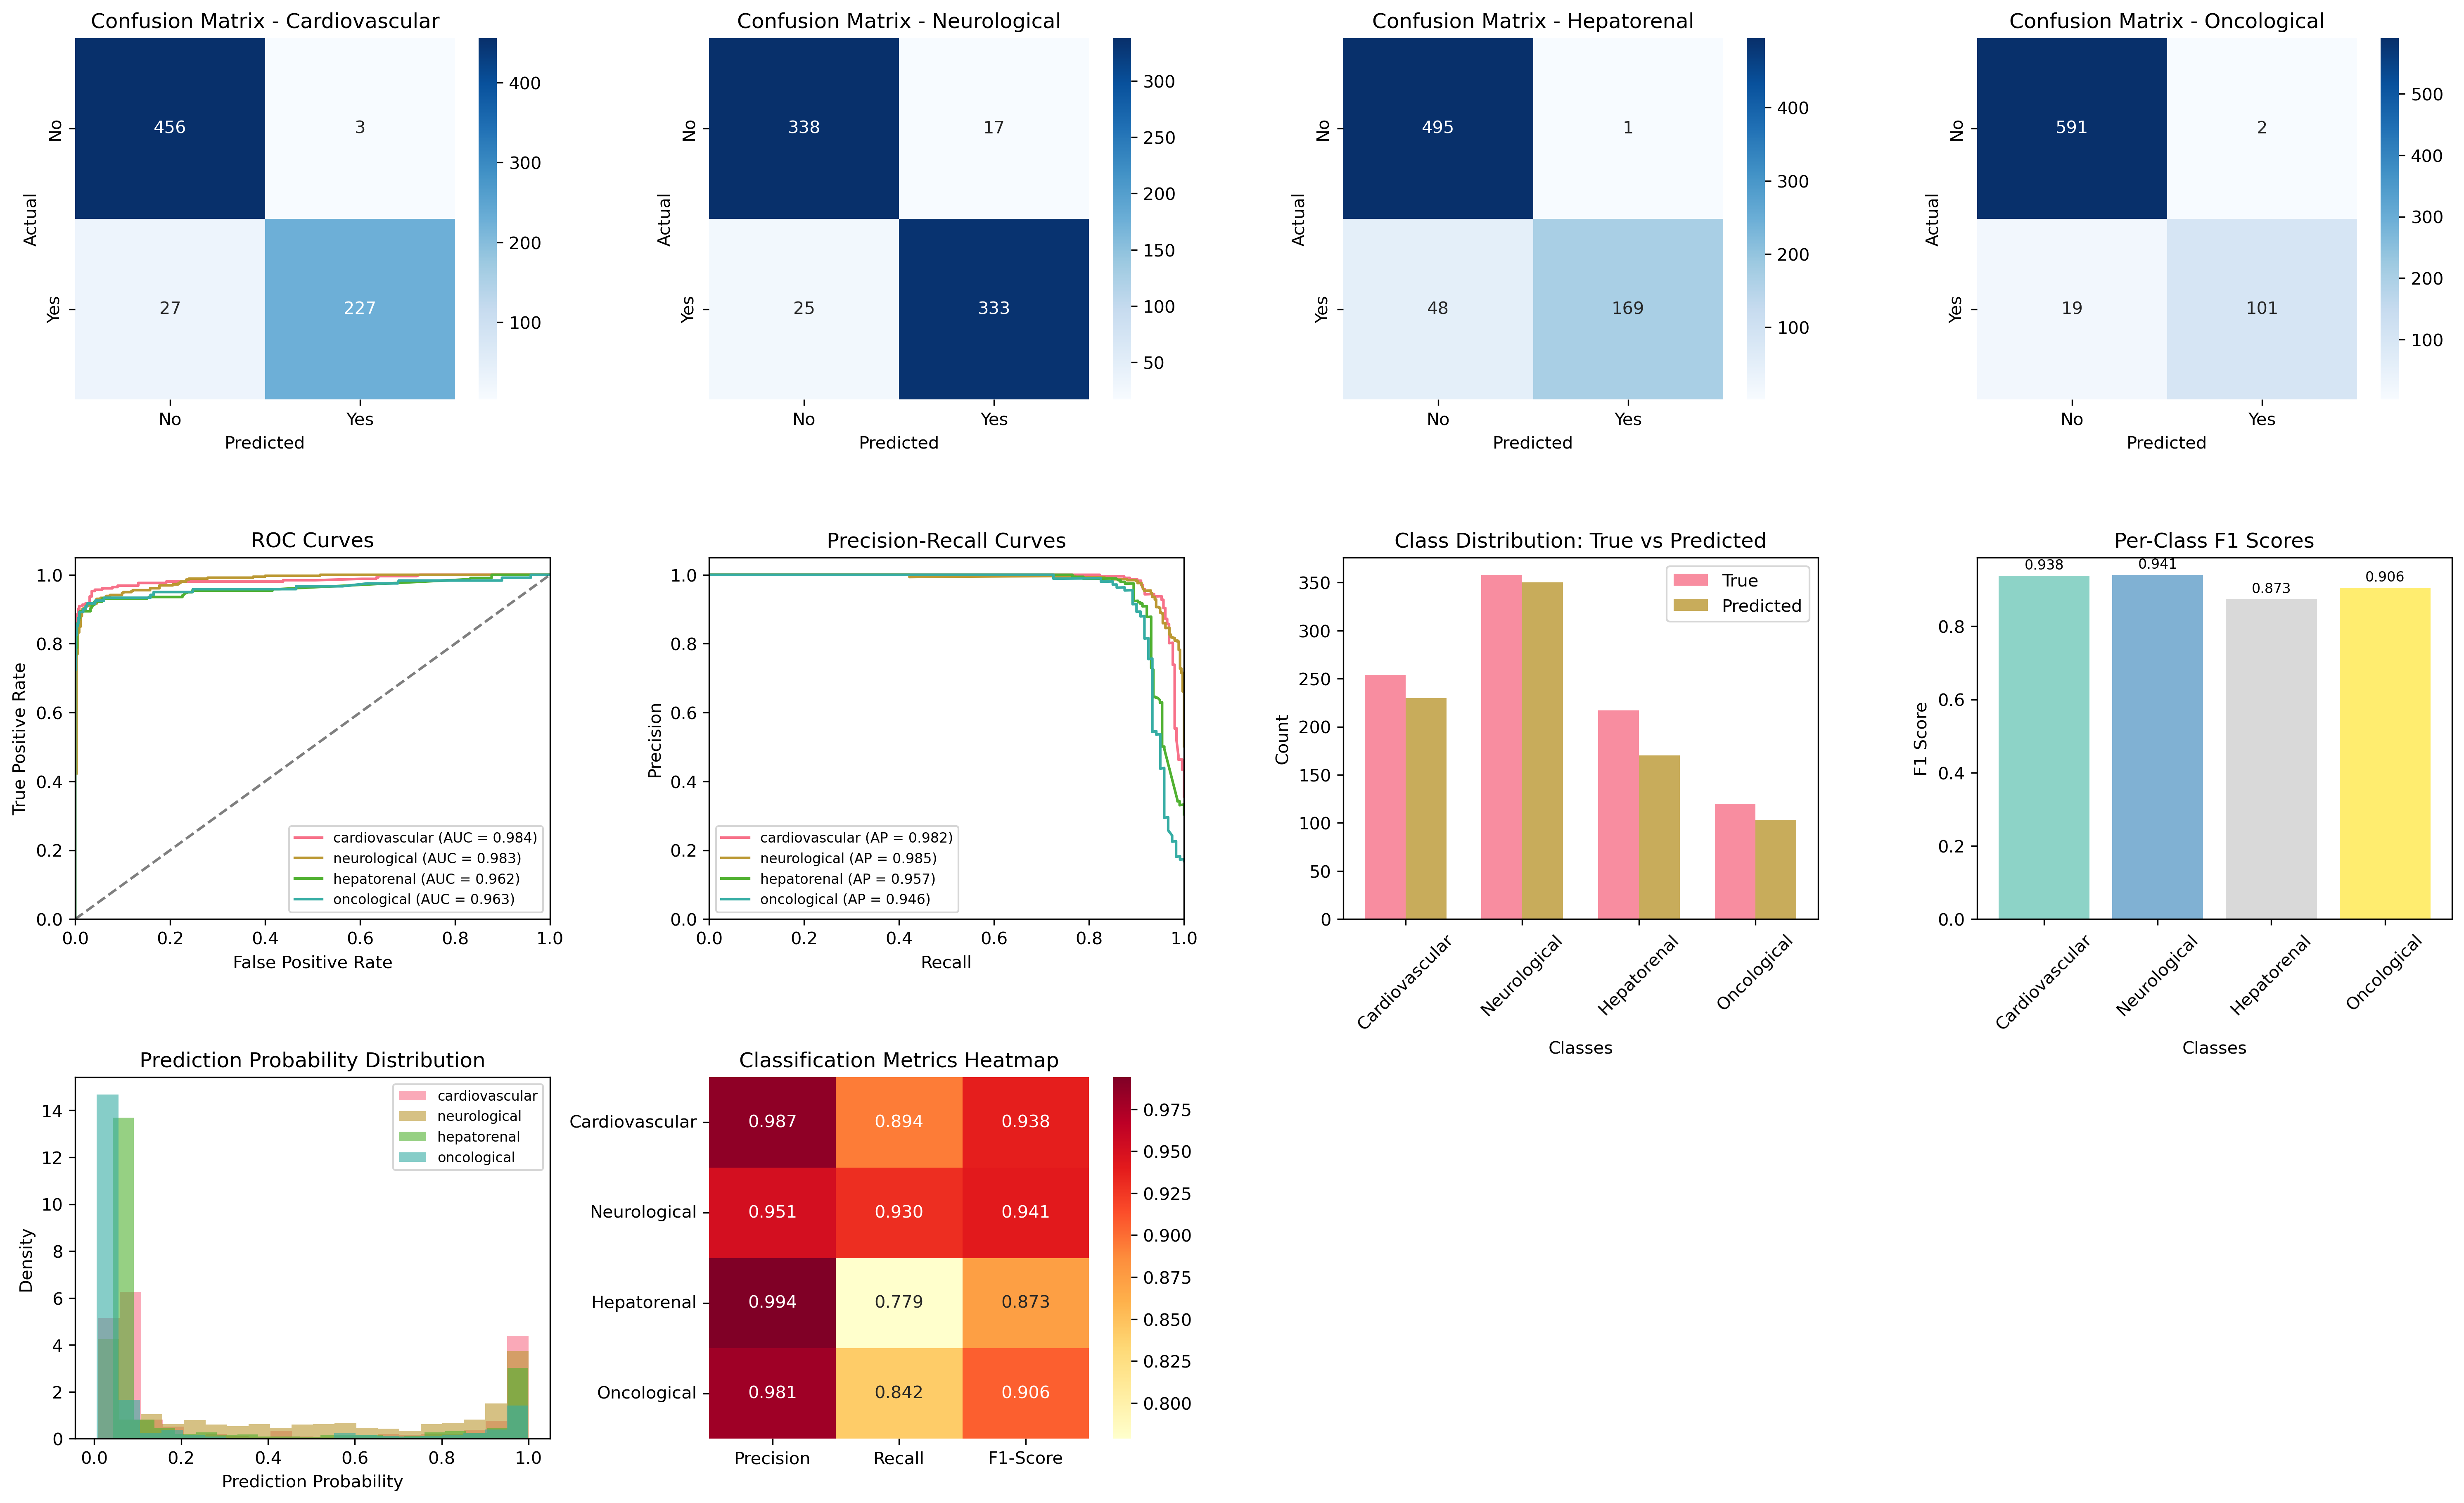 Confusion Matrix - Cardiovascular
No
Yes
Actual
456
3
27
227
No
Yes
Predicted
400
300
200
100
Confusion Matrix - Neurological
No
Yes
Actual
338
17
25
333
No
Yes
Predicted
300
250
200
150
100
50
Confusion Matrix - Hepatorenal
No
Yes
Actual
495
1
48
169
No
Yes
Predicted
400
300
200
100
Confusion Matrix - Oncological
No
Yes
Actual
591
2
19
101
No
Yes
Predicted
500
400
300
200
100
ROC Curves
True Positive Rate
1.0
0.8
0.6
0.4
0.2
0.0
cardiovascular (AUC = 0.984)
neurological (AUC = 0.983)
hepatorenal (AUC = 0.962)
oncological (AUC = 0.963)
0.0 0.2 0.4 0.6 0.8 1.0
False Positive Rate
Precision-Recall Curves
Precision
1.0
0.8
0.6
0.4
0.2
0.0
cardiovascular (AP = 0.982)
neurological (AP = 0.985)
hepatorenal (AP = 0.957)
oncological (AP = 0.946)
0.0 0.2 0.4 0.6 0.8 1.0
Recall
Class Distribution: True vs Predicted
Count
350
300
250
200
150
100
50
0
True
Predicted
Cardiovascular
Neurological
Hepatorenal
Oncological
Classes
Per-Class F1 Scores
F1 Score
0.8
0.6
0.4
0.2
0.0
0.938
0.941
0.873
0.906
Cardiovascular
Neurological
Hepatorenal
Oncological
Classes
Prediction Probability Distribution
Density
14
12
10
8
6
4
2
0
cardiovascular
neurological
hepatorenal
oncological
0.0 0.2 0.4 0.6 0.8 1.0
Prediction Probability
Classification Metrics Heatmap
Cardiovascular 0.987 0.894 0.938
Neurological 0.951 0.930 0.941
Hepatorenal 0.994 0.779 0.873
Oncological 0.981 0.842 0.906
Precision Recall F1-Score
0.975
0.950
0.925
0.900
0.875
0.850
0.825
0.800